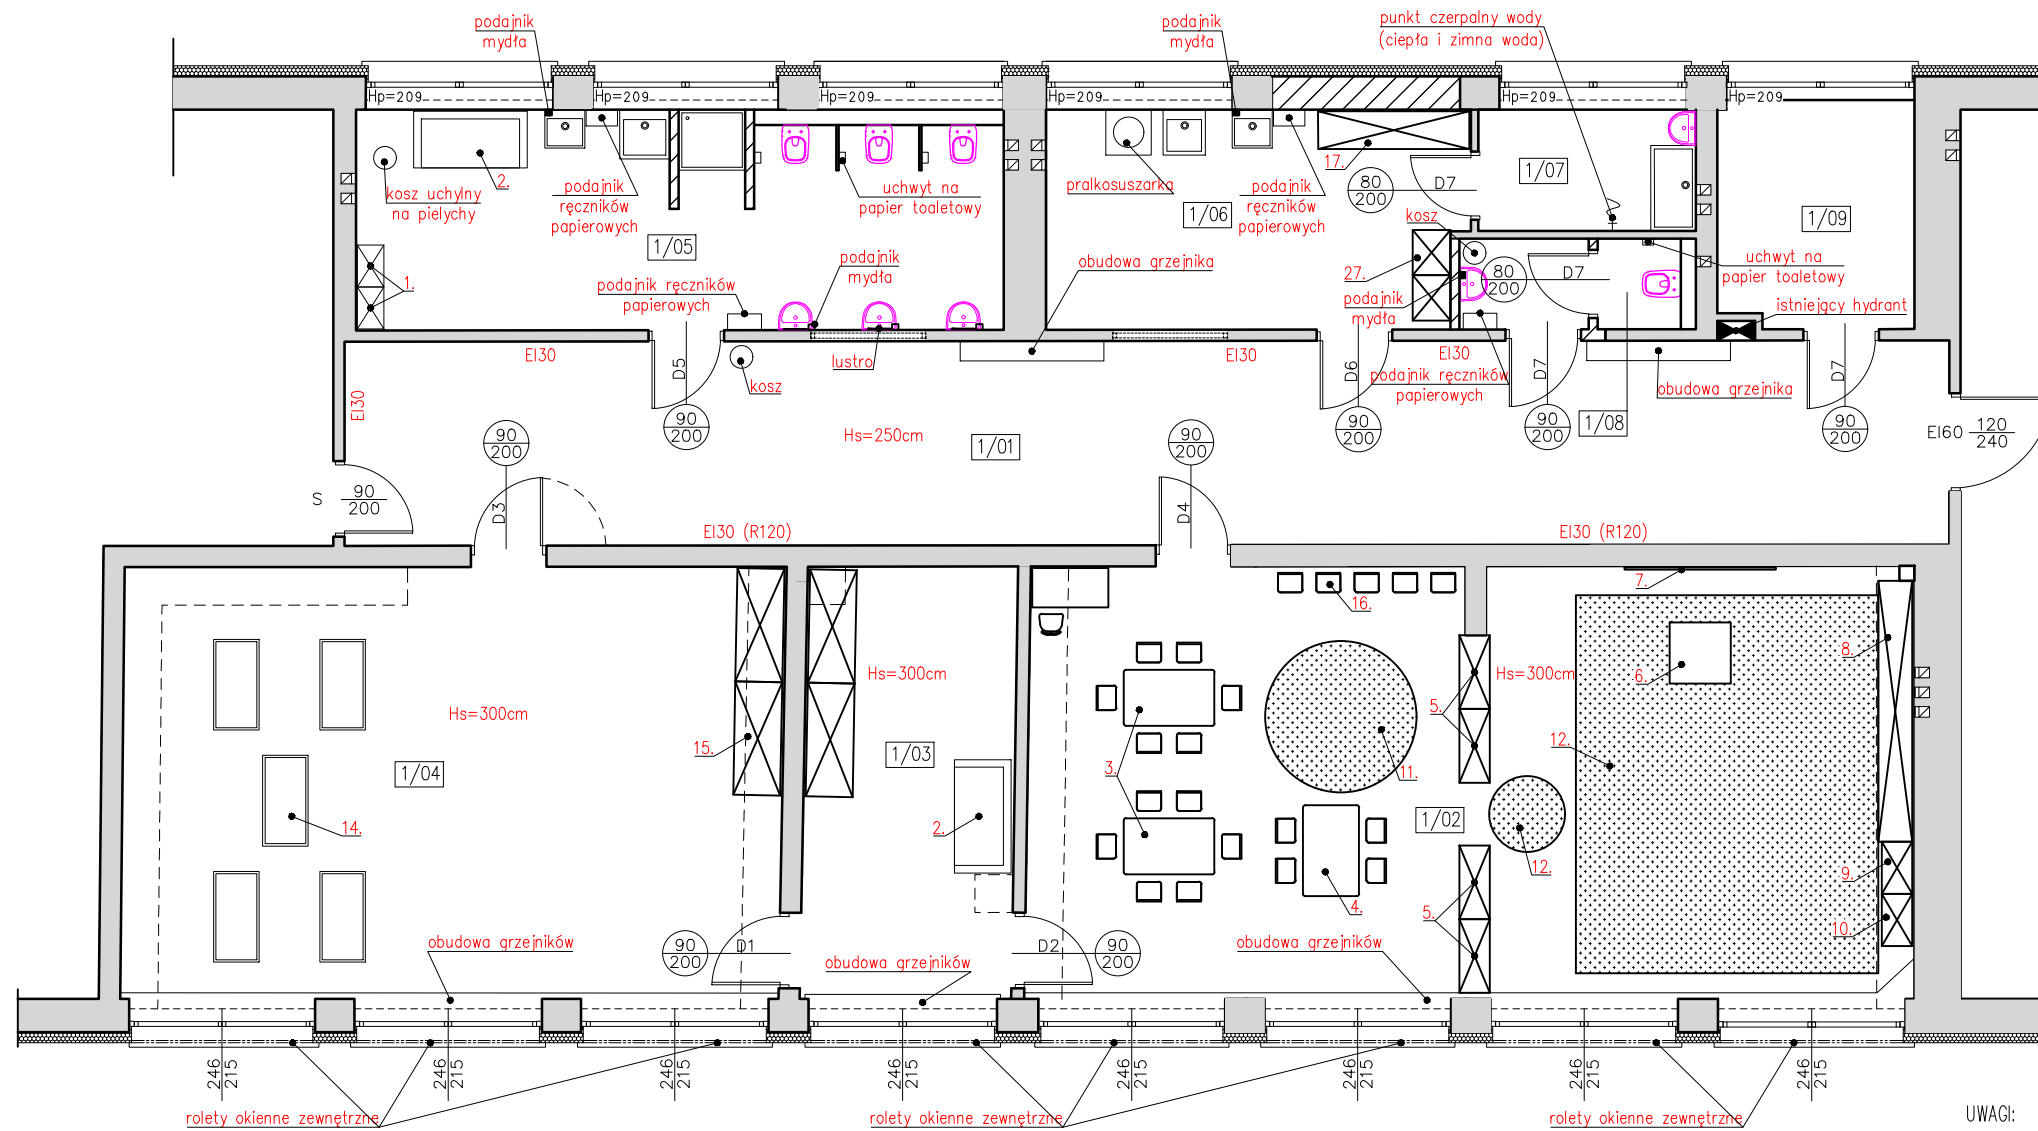 podajnik
mydła
podajnik
mydła
punkt czerpalny wody
(ciepła i zimna woda)
Hp=209
Hp=209
Hp=209
Hp=209
Hp=209
Hp=209
kosz uchylny
na pielychy
2.
podajnik
ręczników
papierowych
uchwyt na
papier toaletowy
pralkosuszarka
podajnik
ręczników
papierowych
17.
80
200
D7
1/07
1/05
1/06
1/09
kosz
podajnik
mydła
obudowa grzejnika
27.
80
200
D7
uchwyt na
papier toaletowy
1.
podajnik ręczników
papierowych
podajnik
mydła
istniejący hydrant
EI30
EI30
EI30
EI30
lustro
kosz
D5
D6
D7
D7
podajnik ręczników
papierowych
obudowa grzejnika
90
200
90
200
90
200
90
200
1/08
Hs=250cm
1/01
EI60
120
240
90
200
90
200
S
90
200
D3
D4
EI30 (R120)
EI30 (R120)
7.
16.
8.
6.
Hs=300cm
Hs=300cm
Hs=300cm
5.
15.
1/03
12.
3.
11.
1/04
1/02
14.
2.
12.
9.
4.
5.
10.
90
200
D1
D2
90
200
obudowa grzejników
obudowa grzejników
obudowa grzejników
246
215
246
215
246
215
246
215
246
215
246
215
246
215
246
215
rolety okienne zewnętrzne
rolety okienne zewnętrzne
rolety okienne zewnętrzne
UWAGI: